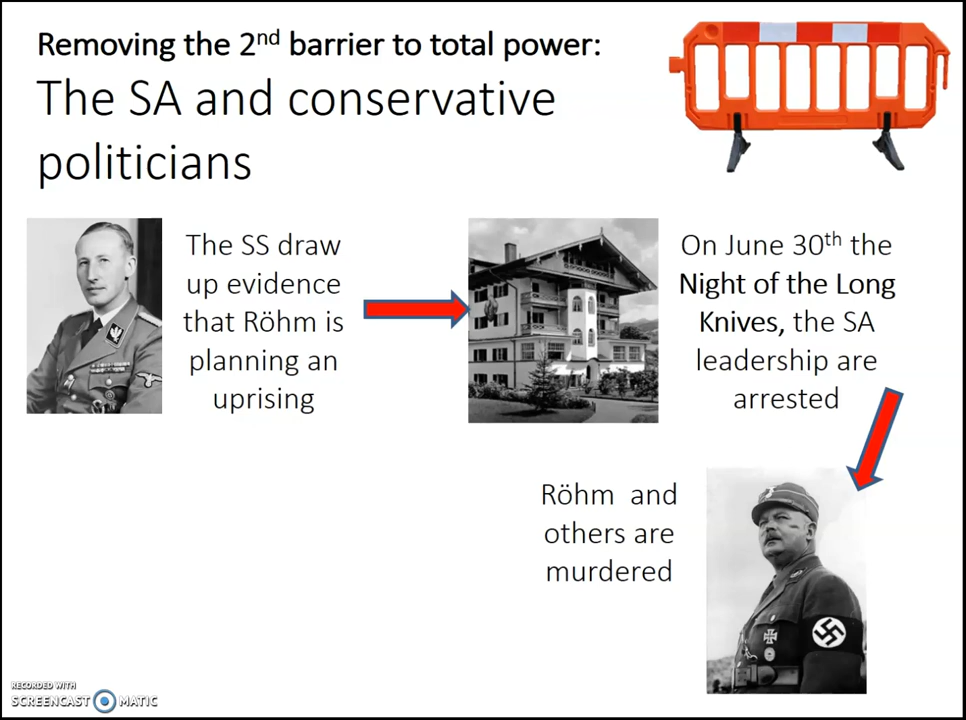 Removing the 2nd barrier to total power:
The SA and conservative
politicians
The SS draw
up evidence
that Röhm is
planning an
uprising
On June 30th the
Night of the Long
Knives, the SA
leadership are
arrested
Röhm and
others are
murdered
RECORDED WITH
SCREENCAST MATIC